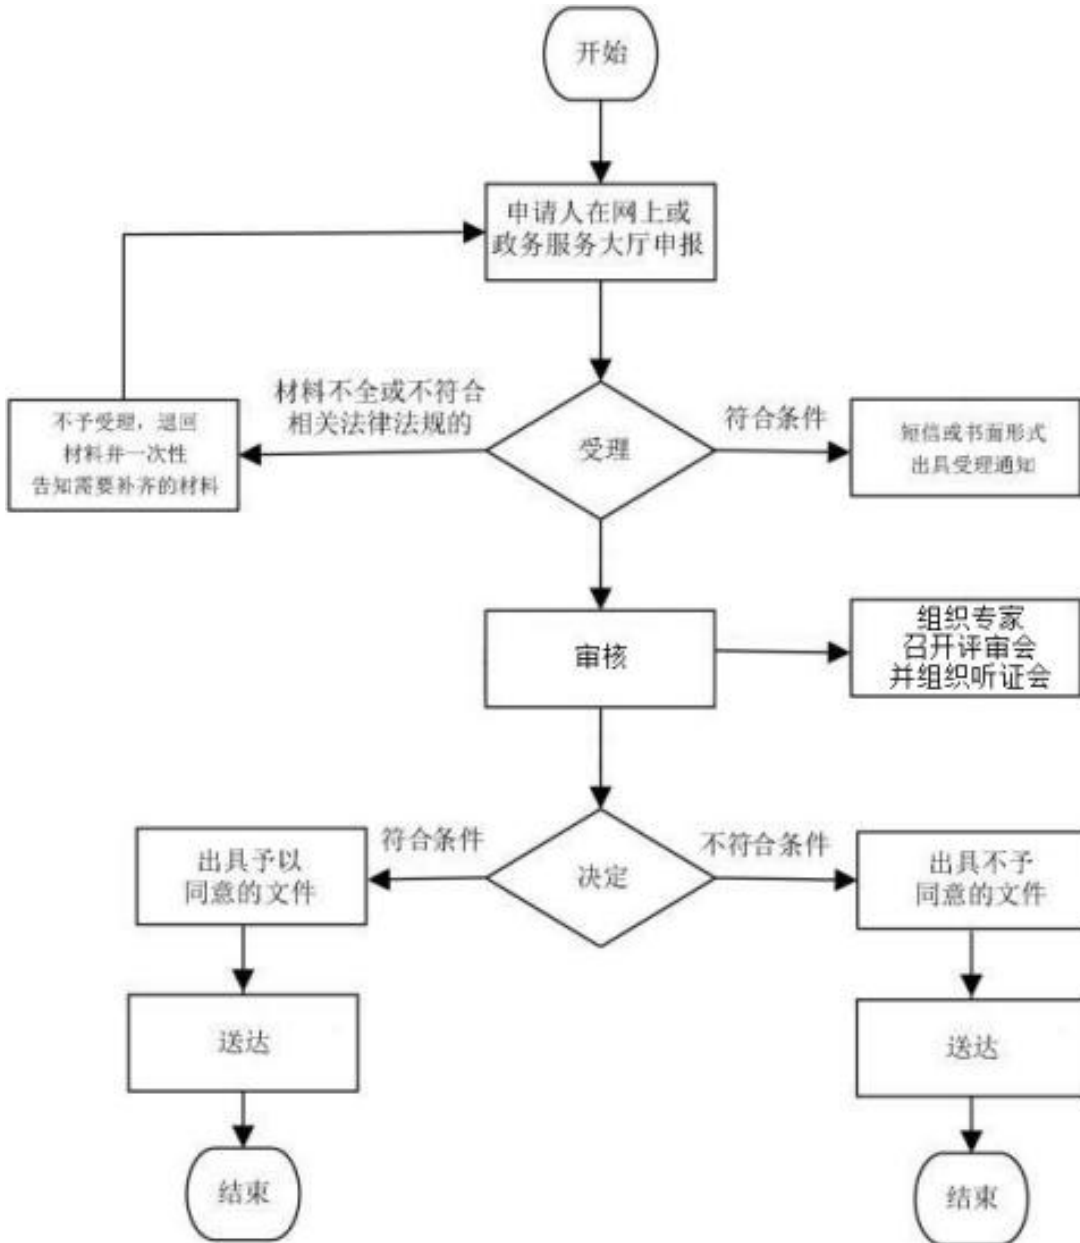 开始
申请人在网上或
政务服务大厅申报
材料不全或不符合
相关法律法规的
不予受理，退回
材料并一次性
告知需要补齐的材料
受理
符合条件
短信或书面形式
出具受理通知
审核
组织专家
召开评审会
并组织听证会
决定
符合条件
出具予以
同意的文件
不符合条件
出具不予
同意的文件
送达
送达
结束
结束